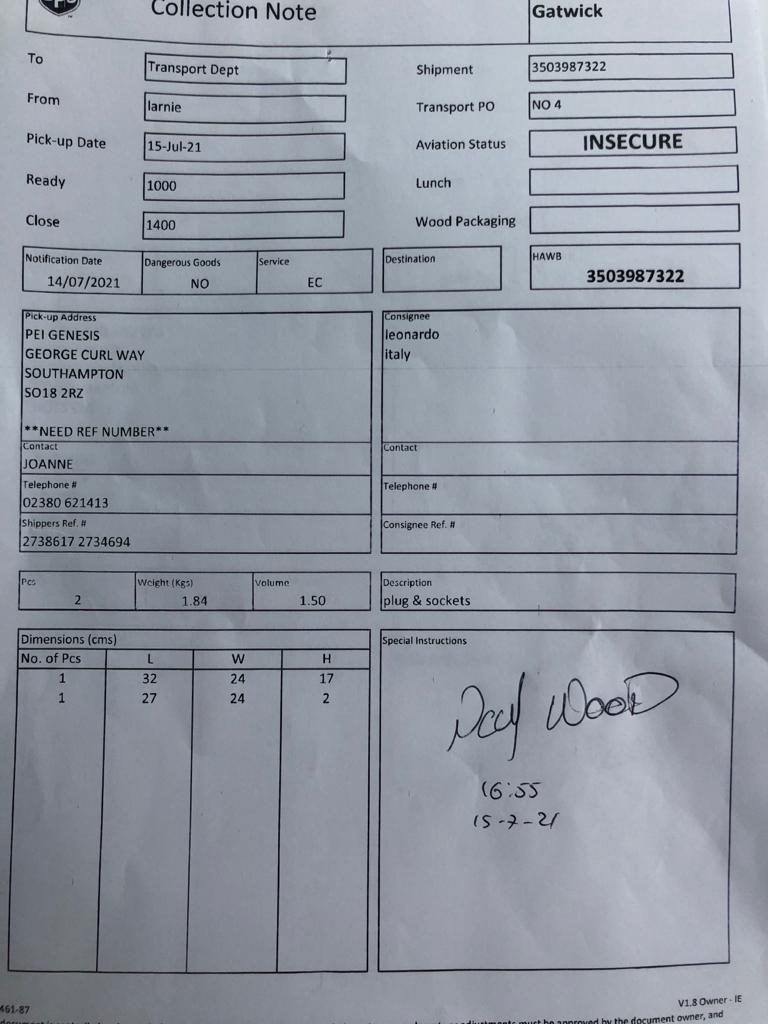 Collection Note
Gatwick
To
Transport Dept
Shipment
3503987322
From
larnie
Transport PO
NO 4
Pick-up Date
15-Jul-21
Aviation Status
INSECURE
Ready
1000
Lunch
Close
1400
Wood Packaging
Notification Date
14/07/2021
Dangerous Goods
NO
Service
EC
Destination
HAWB
3503987322
Pick-up Address
PEI GENESIS
GEORGE CURL WAY
SOUTHAMPTON
SO18 2RZ
**NEED REF NUMBER**
Contact
JOANNE
Telephone #
02380 621413
Shippers Ref. #
2738617 2734694
Consignee
leonardo
italy
Contact
Telephone #
Consignee Ref. #
Pcs
2
Weight (Kgs)
1.84
Volume
1.50
Description
plug & sockets
Dimensions (cms)
No. of Pcs L W H
1 32 24 17
1 27 24 2
Special Instructions
Wood
16:55
15-7-21
461-87
V1.8 Owner - IE
must be approved by the document owner, and